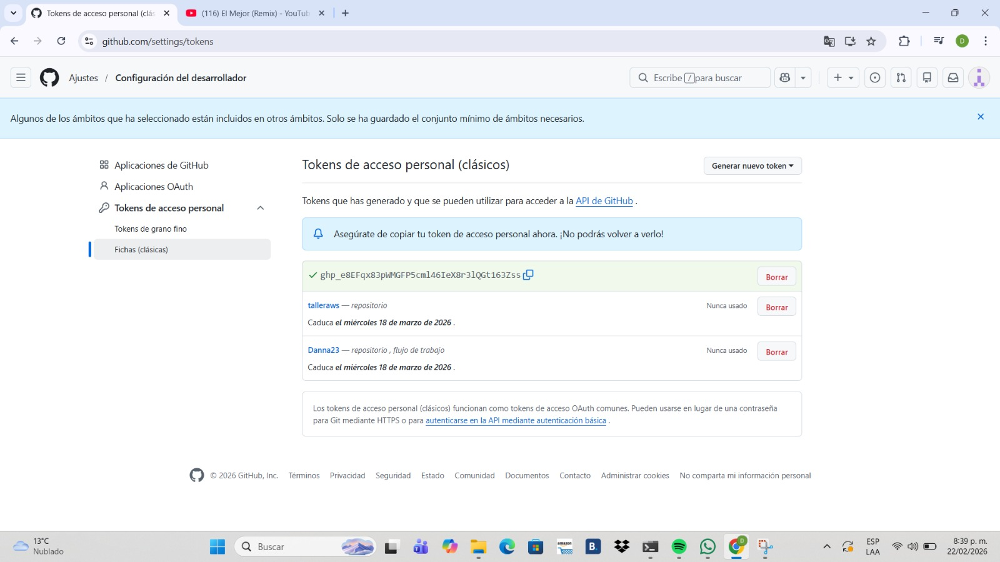 Tokens de acceso personal (clás
(116) El Mejor (Remix) - YouTub
github.com/settings/tokens
D
Ajustes / Configuración del desarrollador
Escribe / para buscar
Algunos de los ámbitos que ha seleccionado están incluidos en otros ámbitos. Solo se ha guardado el conjunto mínimo de ámbitos necesarios.
Aplicaciones de GitHub
Aplicaciones OAuth
Tokens de acceso personal
Tokens de grano fino
Fichas (clásicas)
Tokens de acceso personal (clásicos)
Generar nuevo token
Tokens que has generado y que se pueden utilizar para acceder a la API de GitHub .
Asegúrate de copiar tu token de acceso personal ahora. ¡No podrás volver a verlo!
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
Borrar
talleraws — repositorio
Nunca usado
Borrar
Caduca el miércoles 18 de marzo de 2026 .
Danna23 — repositorio , flujo de trabajo
Nunca usado
Borrar
Caduca el miércoles 18 de marzo de 2026 .
Los tokens de acceso personal (clásicos) funcionan como tokens de acceso OAuth comunes. Pueden usarse en lugar de una contraseña
para Git mediante HTTPS o para autenticarse en la API mediante autenticación básica .
© 2026 GitHub, Inc. Términos Privacidad Seguridad Estado Comunidad Documentos Contacto Administrar cookies No comparta mi información personal
13°C
Nublado
Buscar
amazon
B.
D
ESP
LAA
8:39 p. m.
22/02/2026